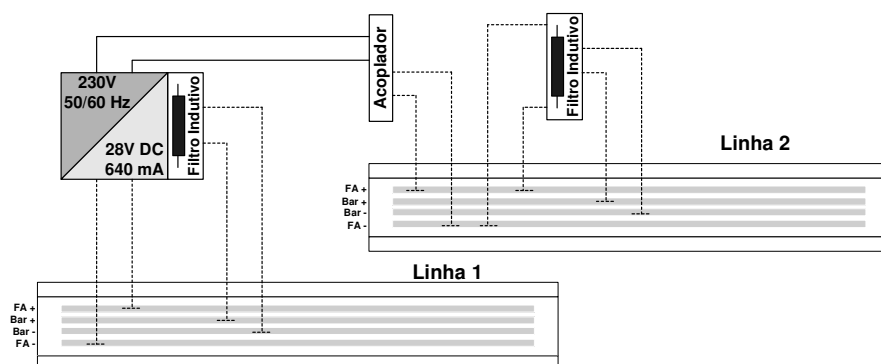 230V
50/60 Hz
28V DC
640 mA
Filtro Indutivo
Acoplador
Filtro Indutivo
Linha 2
FA +
Bar +
Bar -
FA -
Linha 1
FA +
Bar +
Bar -
FA -